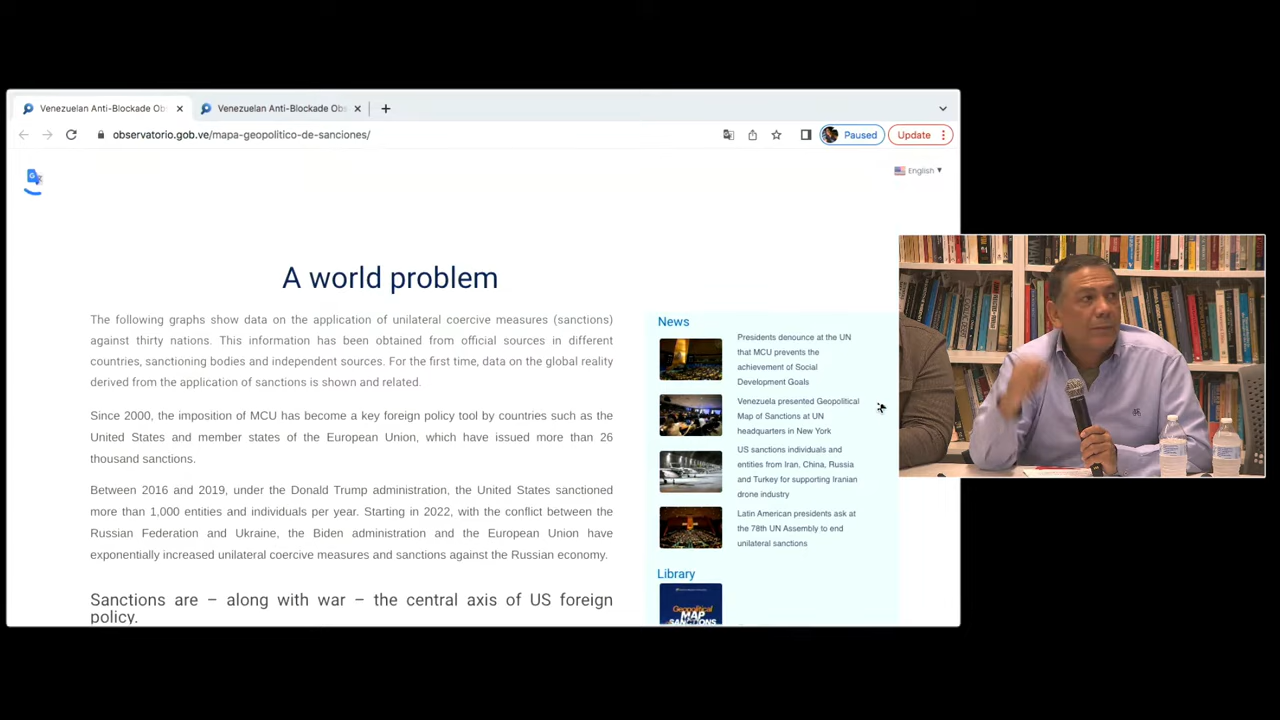 Venezuelan Anti-Blockade Obs
Venezuelan Anti-Blockade Obs
observatorio.gob.ve/mapa-geopolitico-de-sanciones/
Paused
Update
English
A world problem
The following graphs show data on the application of unilateral coercive measures (sanctions)
against thirty nations. This information has been obtained from official sources in different
countries, sanctioning bodies and independent sources. For the first time, data on the global reality
derived from the application of sanctions is shown and related.
Since 2000, the imposition of MCU has become a key foreign policy tool by countries such as the
United States and member states of the European Union, which have issued more than 26
thousand sanctions.
Between 2016 and 2019, under the Donald Trump administration, the United States sanctioned
more than 1,000 entities and individuals per year. Starting in 2022, with the conflict between the
Russian Federation and Ukraine, the Biden administration and the European Union have
exponentially increased unilateral coercive measures and sanctions against the Russian economy.
Sanctions are – along with war – the central axis of US foreign
policy.
News
Presidents denounce at the UN
that MCU prevents the
achievement of Social
Development Goals
Venezuela presented Geopolitical
Map of Sanctions at UN
headquarters in New York
US sanctions individuals and
entities from Iran, China, Russia
and Turkey for supporting Iranian
drone industry
Latin American presidents ask at
the 78th UN Assembly to end
unilateral sanctions
Library
Geopolitical
MAP
SANCTIONS